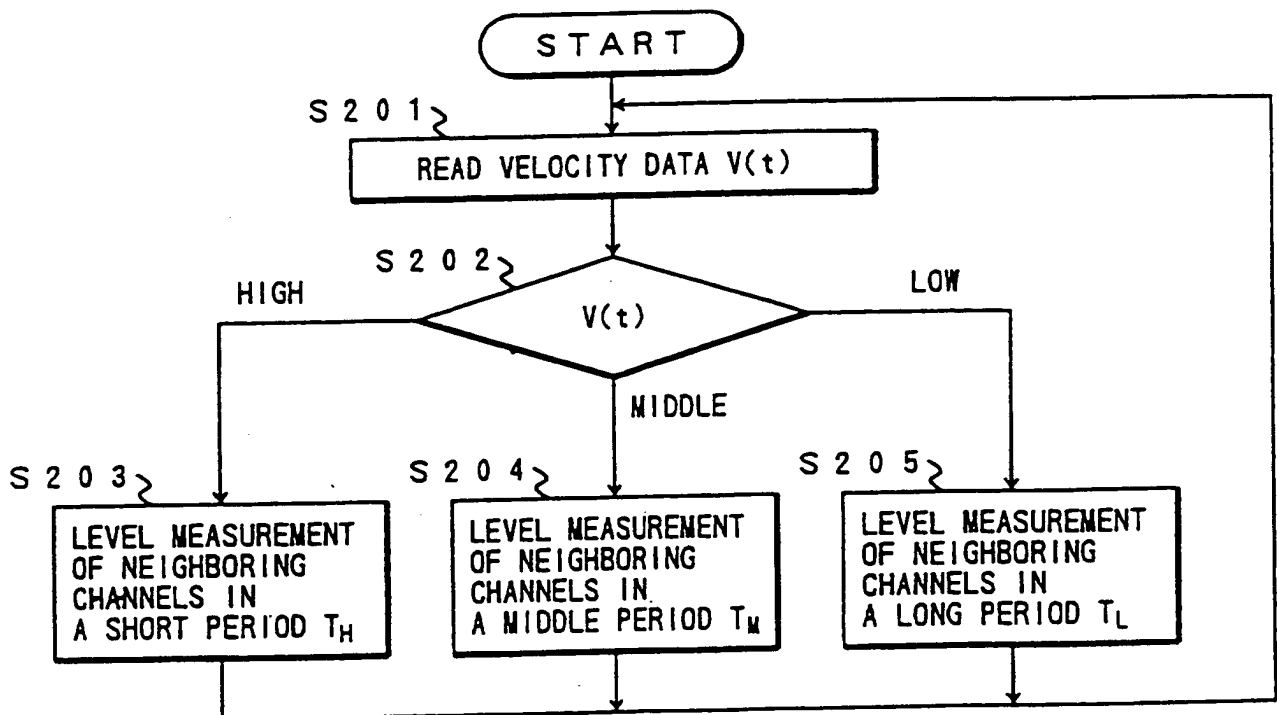 START
S201
READ VELOCITY DATA V(t)
S202
HIGH
V(t)
LOW
MIDDLE
S203
LEVEL MEASUREMENT
OF NEIGHBORING
CHANNELS IN
A SHORT PERIOD TH
S204
LEVEL MEASUREMENT
OF NEIGHBORING
CHANNELS IN
A MIDDLE PERIOD TM
S205
LEVEL MEASUREMENT
OF NEIGHBORING
CHANNELS IN
A LONG PERIOD TL